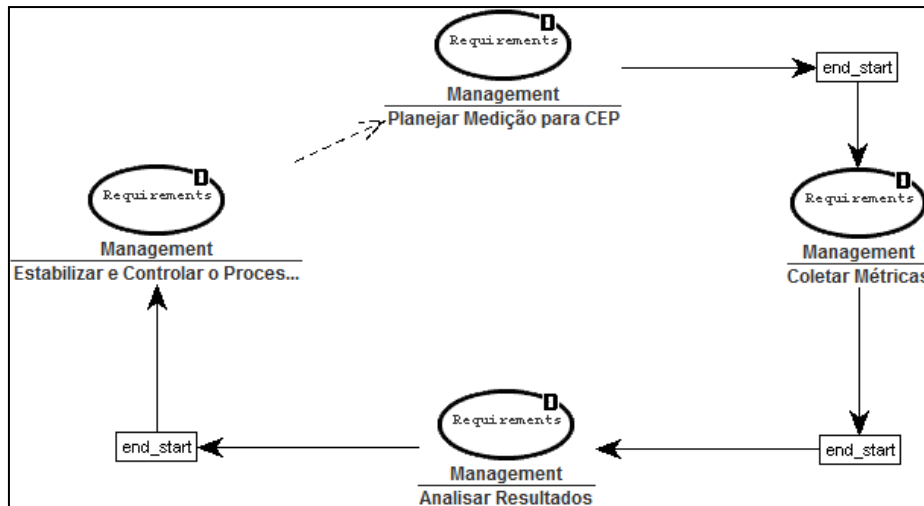 D
Requirements
Management
Planejar Medição para CEP
end_start
D
Requirements
Management
Estabilizar e Controlar o Proces...
D
Requirements
Management
Coletar Métricas
D
Requirements
Management
Analisar Resultados
end_start
end_start